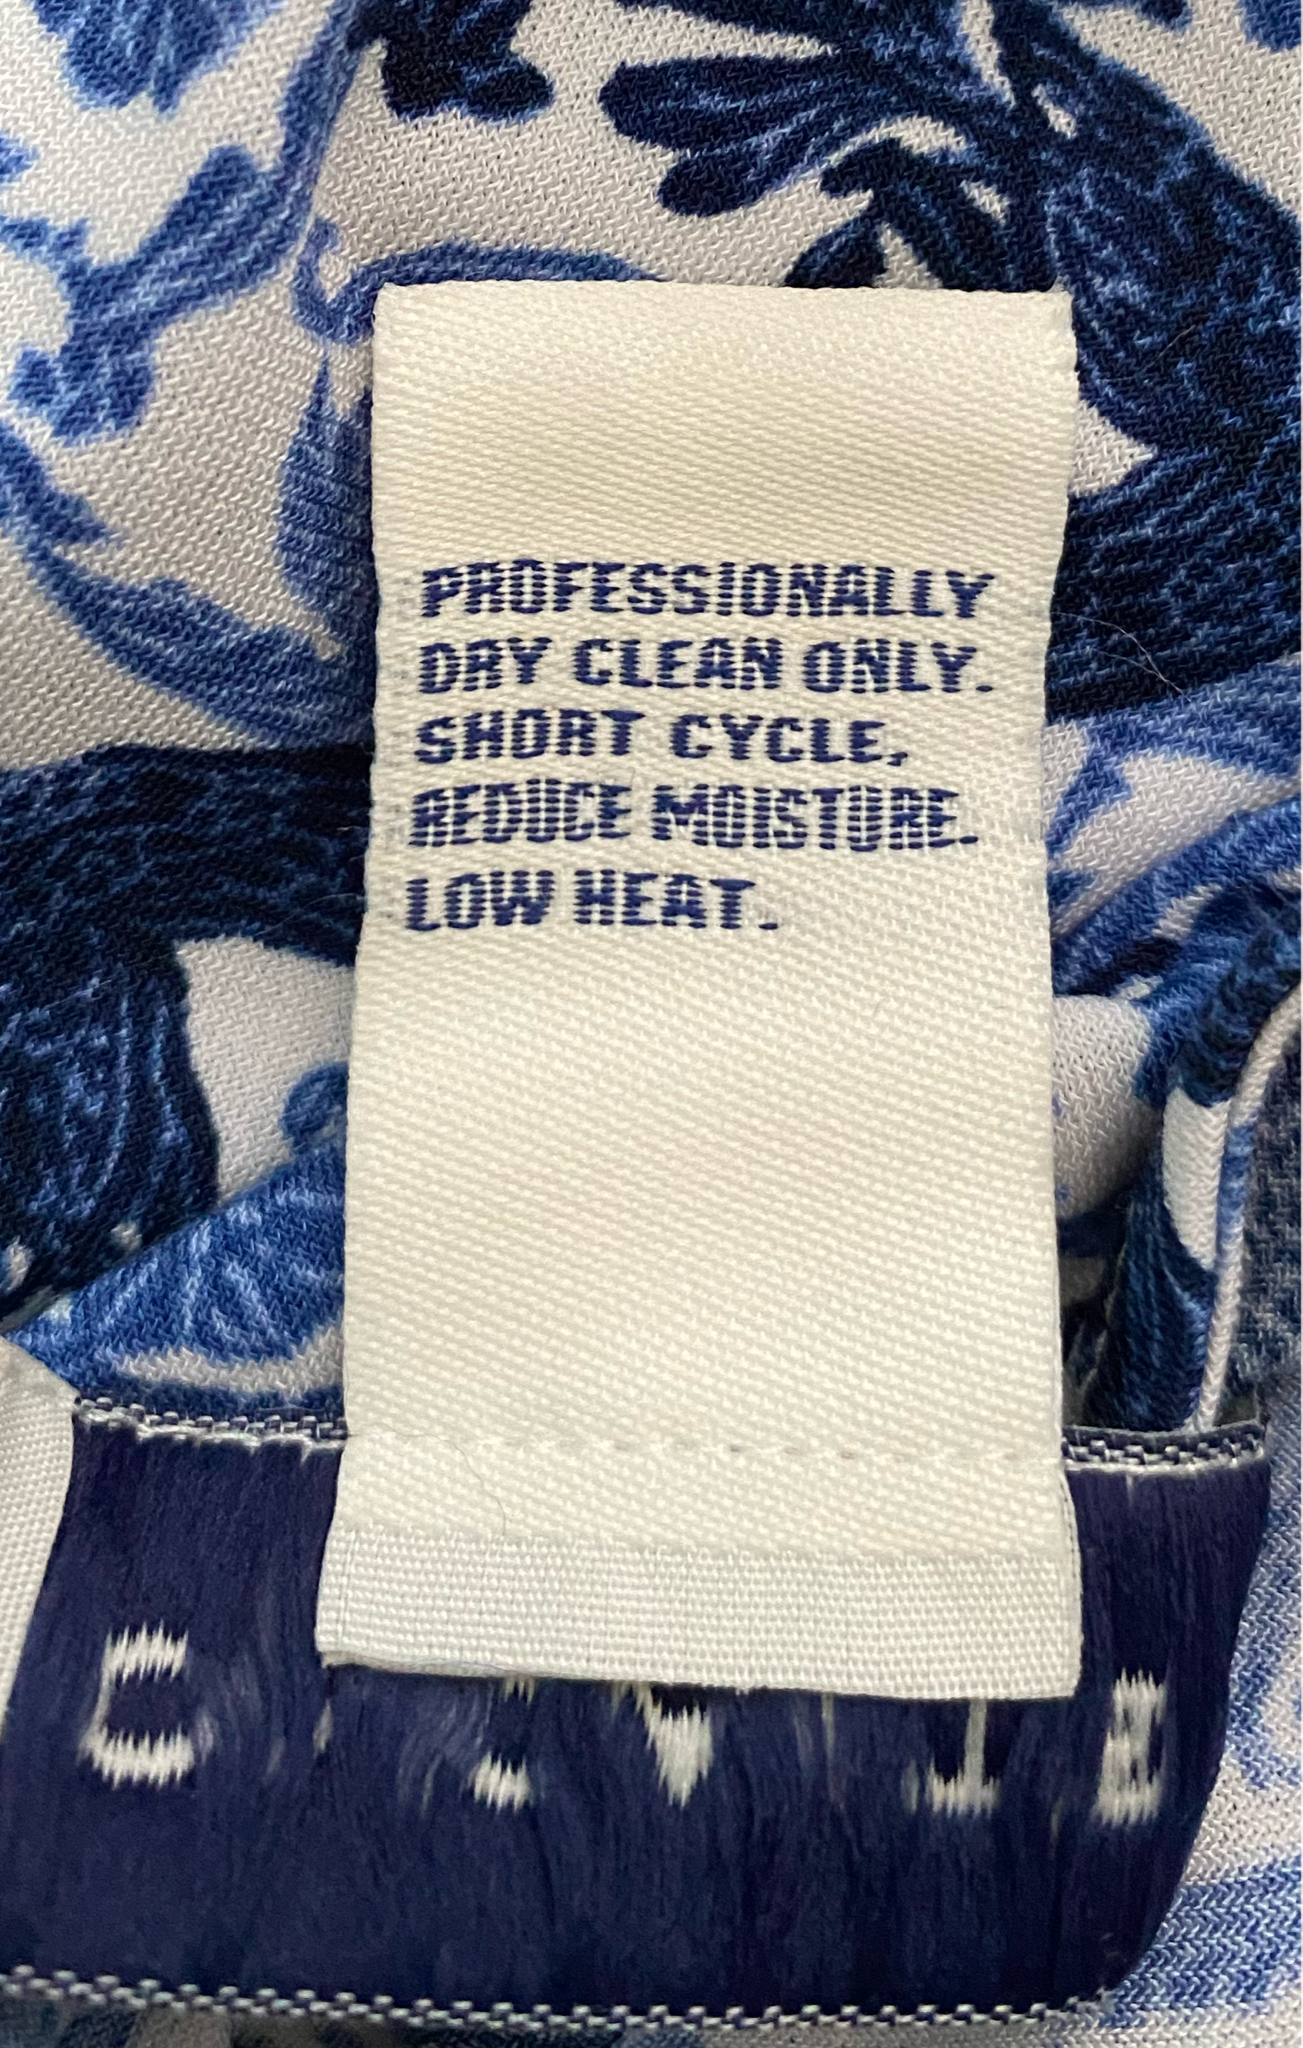 PROFESSIONALLY
DRY CLEAN ONLY.
SHORT CYCLE,
REDUCE MOISTURE.
LOW HEAT.